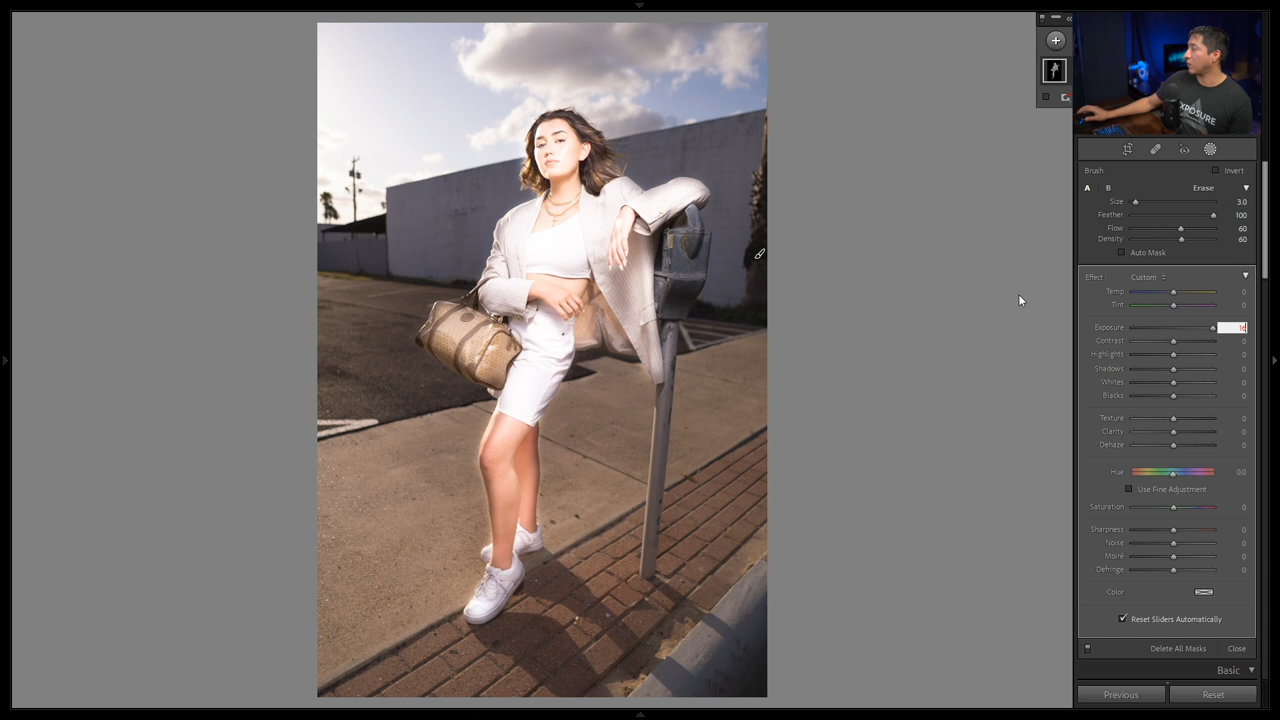 EXPOSURE
Brush Invert
A B Erase
Size 3.0
Feather 100
Flow 60
Density 60
Auto Mask
Effect : Custom
Temp 0
Tint 0
Exposure
Contrast 0
Highlights 0
Shadows 0
Whites 0
Blacks 0
Texture 0
Clarity 0
Dehaze 0
Hue 0.0
Use Fine Adjustment
Saturation 0
Sharpness 0
Noise 0
Moiré 0
Defringe 0
Color
Reset Sliders Automatically
Delete All Masks Close
Basic
Previous Reset